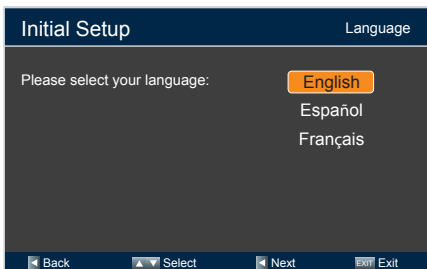 Initial Setup Language
Please select your language: English
Español
Français
◀ Back ▲ ▼ Select ◀ Next EXIT Exit